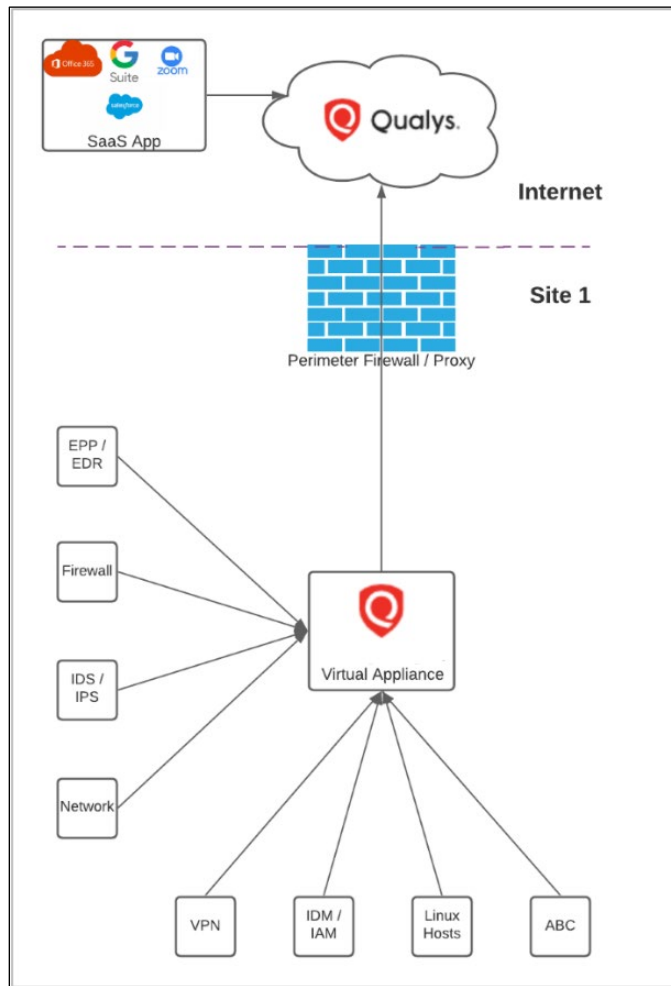 Office 365
G
Suite
zoom
salesforce
SaaS App
Qualys.
Internet
Site 1
Perimeter Firewall / Proxy
EPP /
EDR
Firewall
IDS /
IPS
Network
Virtual Appliance
VPN
IDM /
IAM
Linux
Hosts
ABC